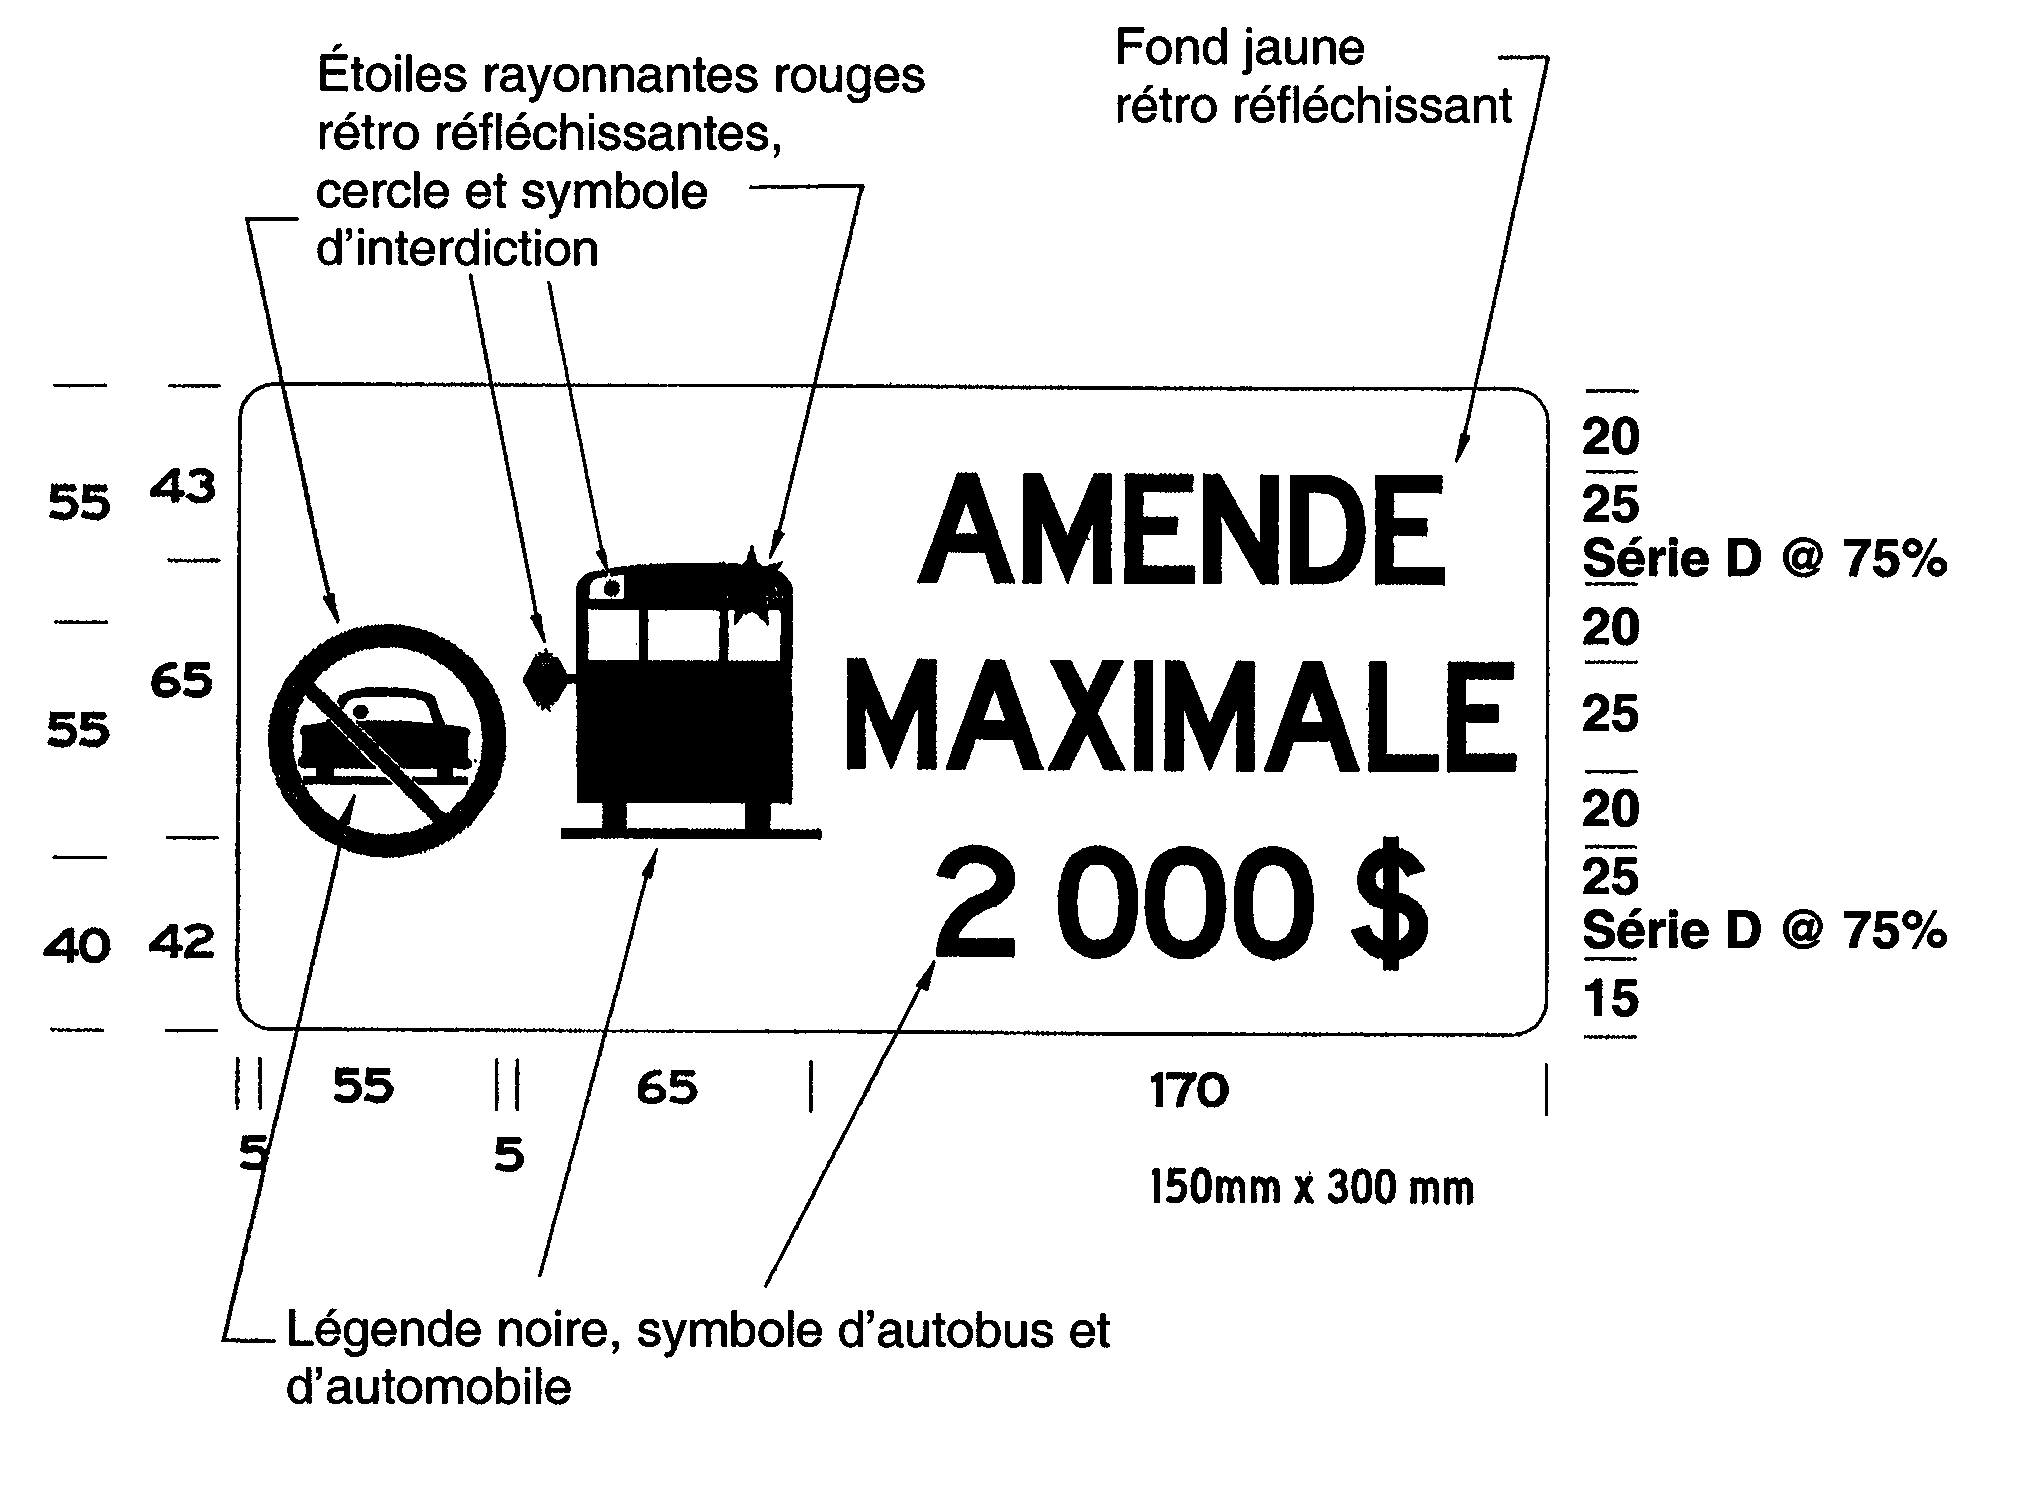 Étoiles rayonnantes rouges
rétro réfléchissantes,
cercle et symbole
d'interdiction
Fond jaune
rétro réfléchissant
55
43
65
55
40
42
AMENDE
MAXIMALE
2 000 $
20
25
Série D @ 75%
20
25
20
25
Série D @ 75%
15
55
65
170
5
5
150mm x 300 mm
Légende noire, symbole d'autobus et
d'automobile